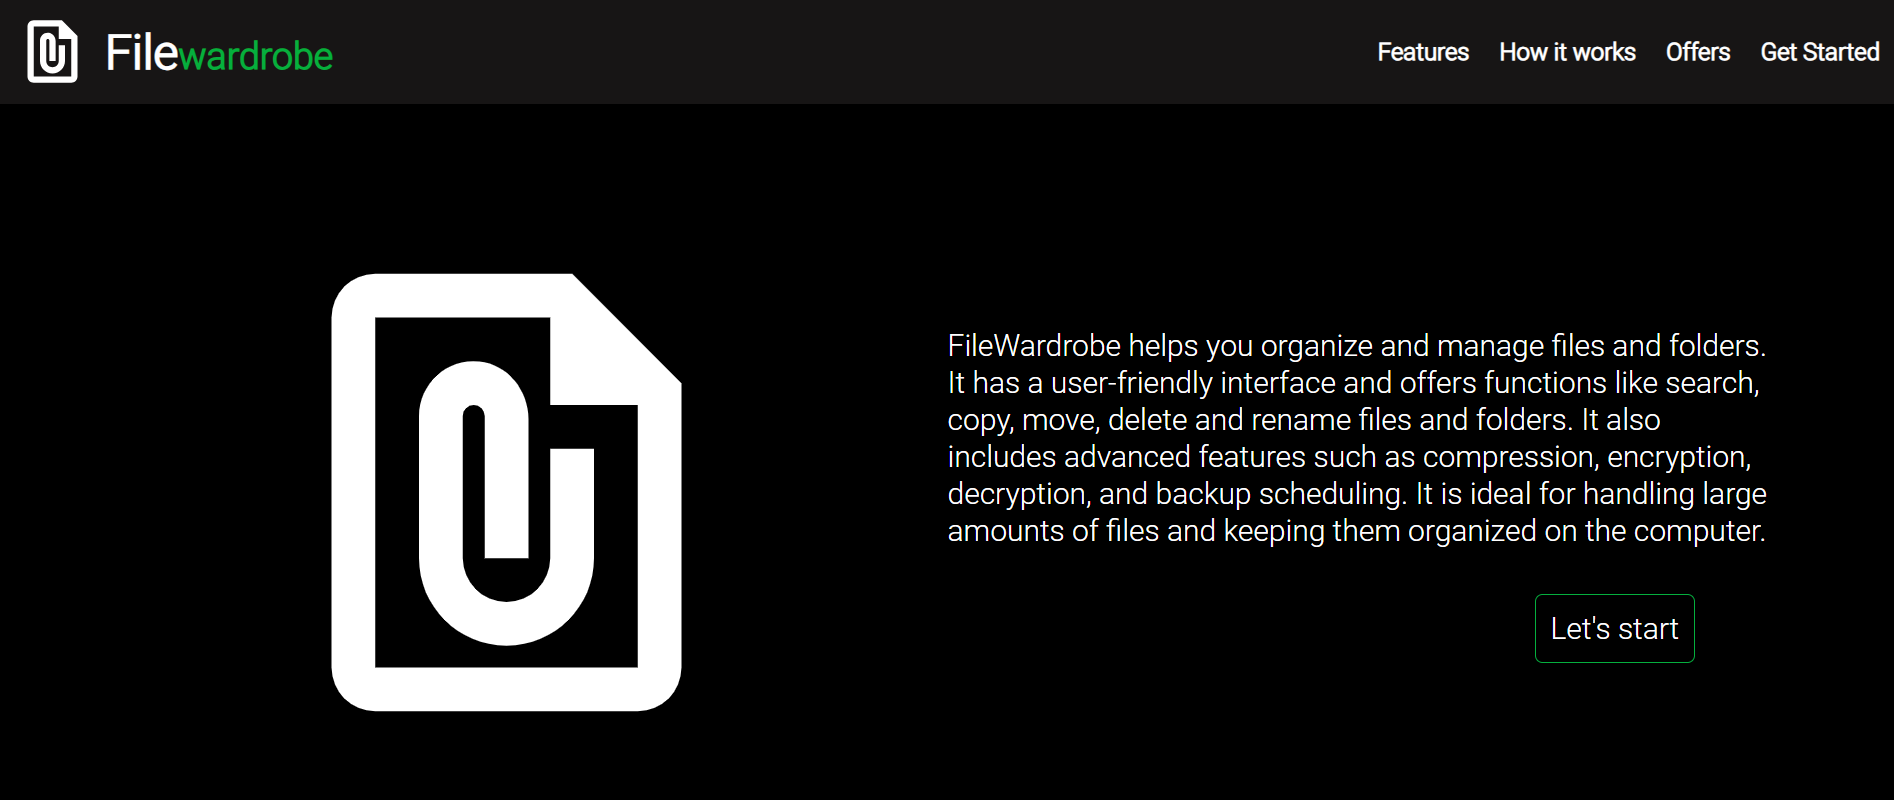 Filewardrobe
Features How it works Offers Get Started
FileWardrobe helps you organize and manage files and folders.
It has a user-friendly interface and offers functions like search,
copy, move, delete and rename files and folders. It also
includes advanced features such as compression, encryption,
decryption, and backup scheduling. It is ideal for handling large
amounts of files and keeping them organized on the computer.
Let's start